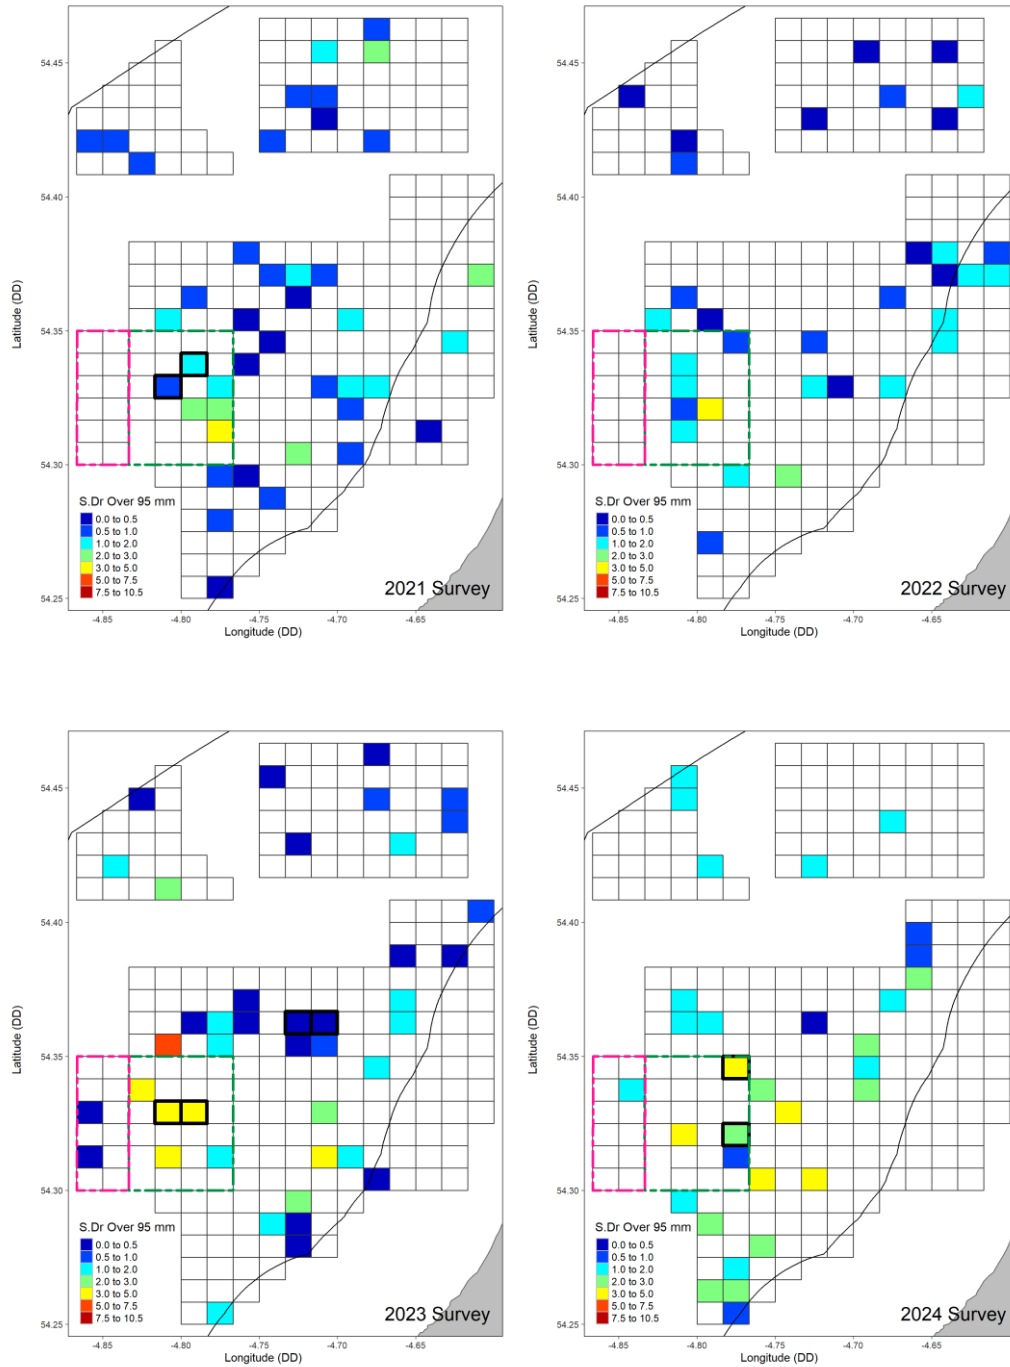 54.45
54.40
54.35
54.30
54.25
Latitude (DD)
S.Dr Over 95 mm
0.0 to 0.5
0.5 to 1.0
1.0 to 2.0
2.0 to 3.0
3.0 to 5.0
5.0 to 7.5
7.5 to 10.5
2021 Survey
-4.85 -4.80 -4.75 -4.70 -4.65
Longitude (DD)
54.45
54.40
54.35
54.30
54.25
Latitude (DD)
S.Dr Over 95 mm
0.0 to 0.5
0.5 to 1.0
1.0 to 2.0
2.0 to 3.0
3.0 to 5.0
5.0 to 7.5
7.5 to 10.5
2022 Survey
-4.85 -4.80 -4.75 -4.70 -4.65
Longitude (DD)
54.45
54.40
54.35
54.30
54.25
Latitude (DD)
S.Dr Over 95 mm
0.0 to 0.5
0.5 to 1.0
1.0 to 2.0
2.0 to 3.0
3.0 to 5.0
5.0 to 7.5
7.5 to 10.5
2023 Survey
-4.85 -4.80 -4.75 -4.70 -4.65
Longitude (DD)
54.45
54.40
54.35
54.30
54.25
Latitude (DD)
S.Dr Over 95 mm
0.0 to 0.5
0.5 to 1.0
1.0 to 2.0
2.0 to 3.0
3.0 to 5.0
5.0 to 7.5
7.5 to 10.5
2024 Survey
-4.85 -4.80 -4.75 -4.70 -4.65
Longitude (DD)